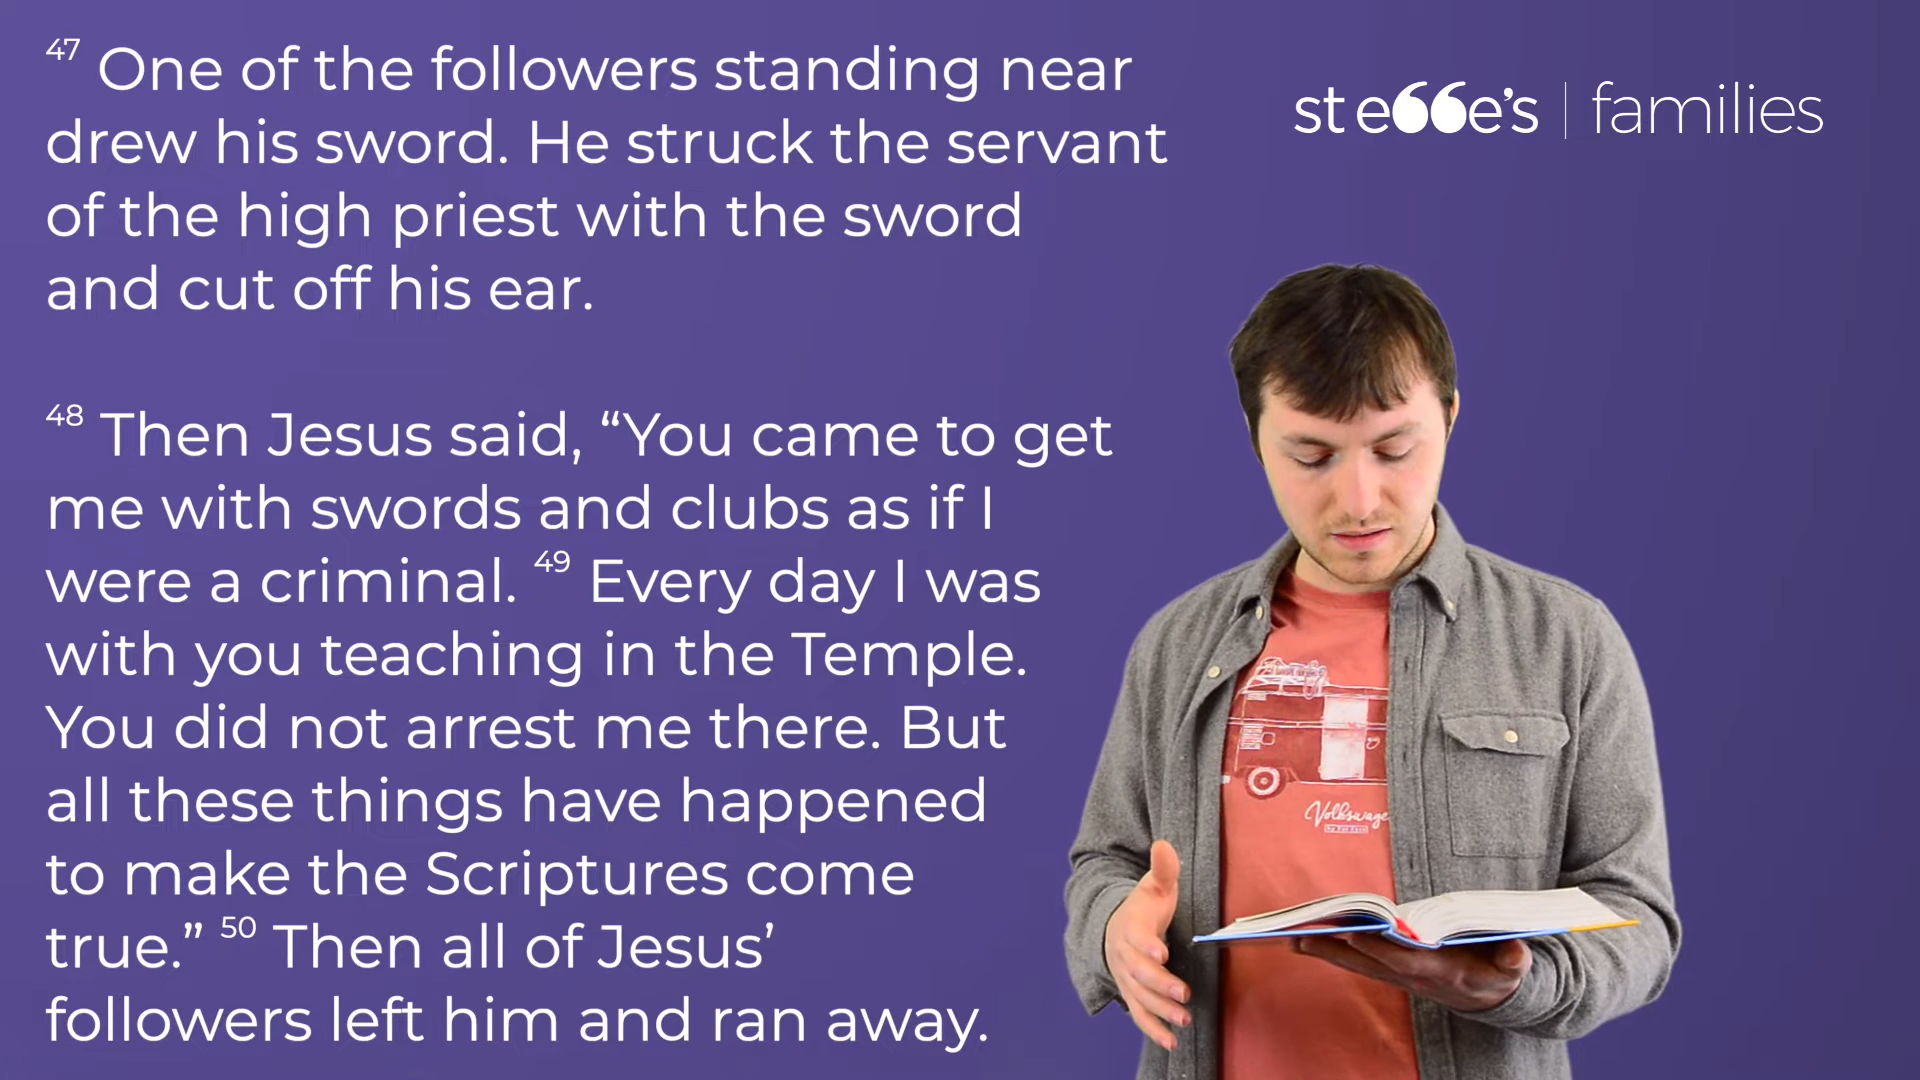 47 One of the followers standing near
drew his sword. He struck the servant
of the high priest with the sword
and cut off his ear.
48 Then Jesus said, “You came to get
me with swords and clubs as if I
were a criminal. 49 Every day I was
with you teaching in the Temple.
You did not arrest me there. But
all these things have happened
to make the Scriptures come
true.” 50 Then all of Jesus’
followers left him and ran away.
st ebbe’s | families
Volkswage